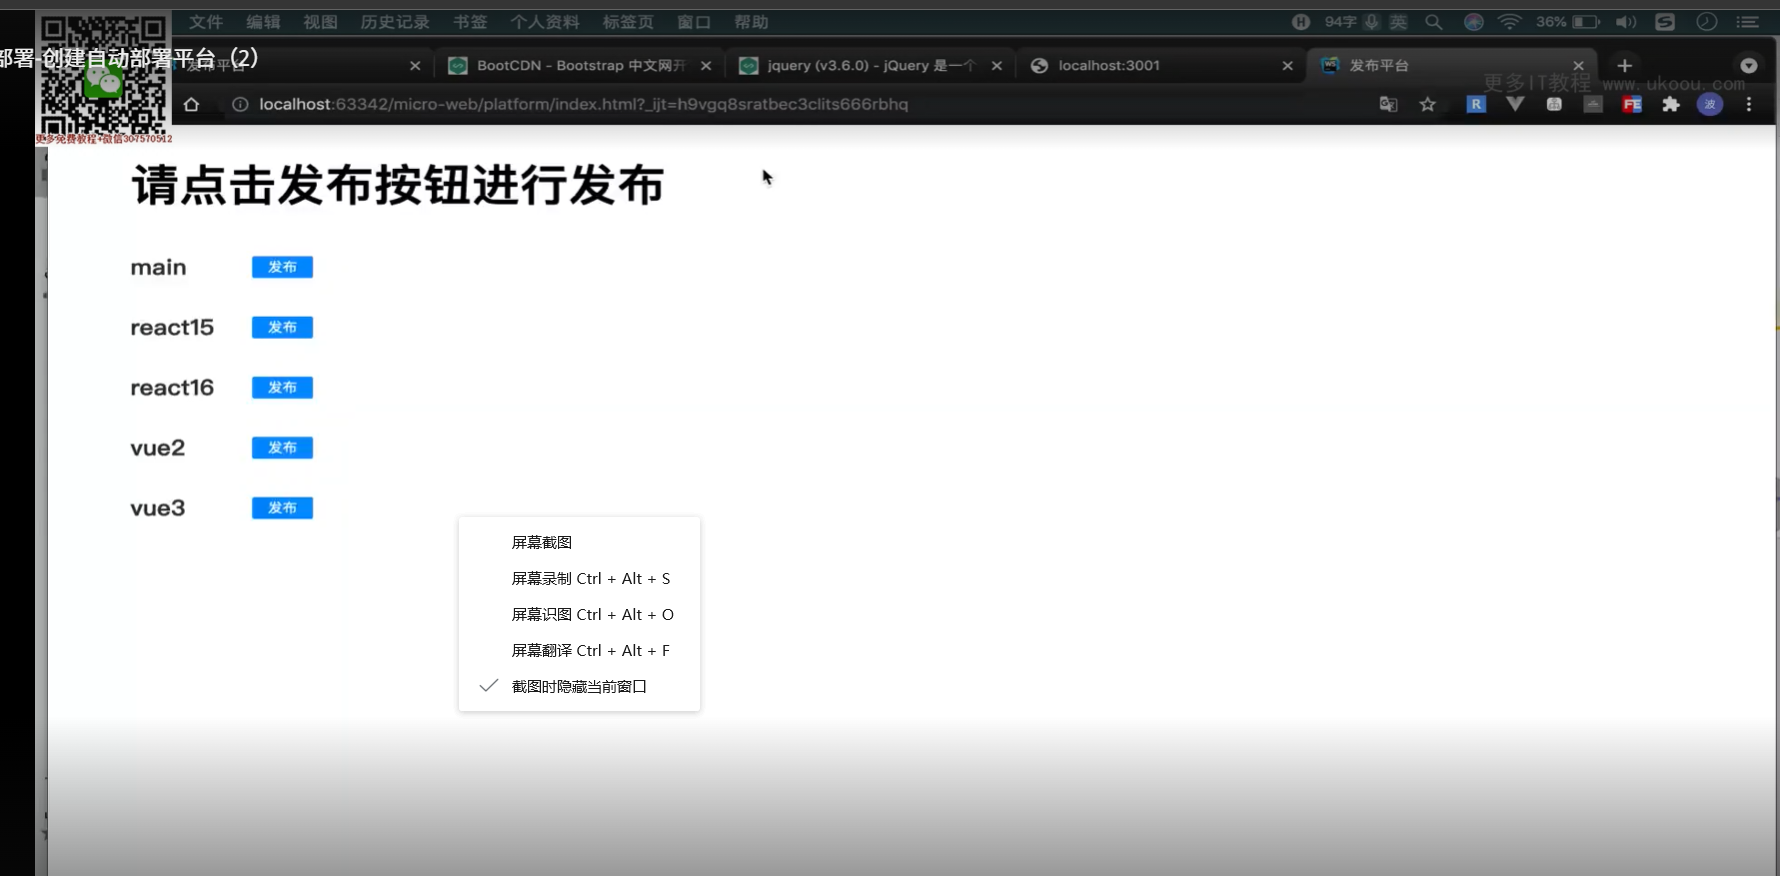 文件 编辑 视图 历史记录 书签 个人资料 标签页 窗口 帮助 94字 英 36%
部署-创建自动部署平台（2）
发布平台
BootCDN - Bootstrap 中文网开
jquery (v3.6.0) - jQuery 是一个
localhost:3001
发布平台
更多IT教程 www.ukoou.com
localhost:63342/micro-web/platform/index.html?_ijt=h9vgq8sratbec3clits666rbhq
更多免费教程+微信307570512
请点击发布按钮进行发布
main 发布
react15 发布
react16 发布
vue2 发布
vue3 发布
屏幕截图
屏幕录制 Ctrl + Alt + S
屏幕识图 Ctrl + Alt + O
屏幕翻译 Ctrl + Alt + F
截图时隐藏当前窗口